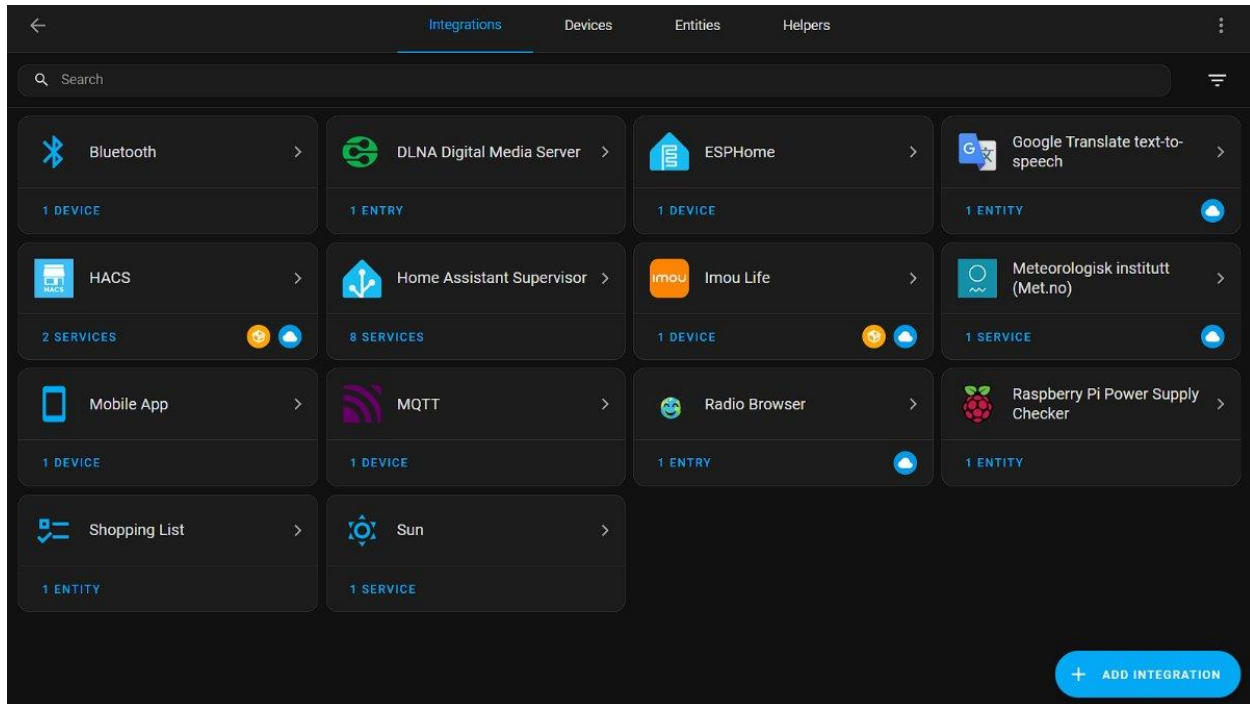 Integrations Devices Entities Helpers
Search
Bluetooth
1 DEVICE
DLNA Digital Media Server
1 ENTRY
ESPHome
1 DEVICE
G 文
Google Translate text-to-
speech
1 ENTITY
HACS
HACS
2 SERVICES
Home Assistant Supervisor
8 SERVICES
imou
Imou Life
1 DEVICE
Meteorologisk institutt
(Met.no)
1 SERVICE
Mobile App
1 DEVICE
MQTT
1 DEVICE
Radio Browser
1 ENTRY
Raspberry Pi Power Supply
Checker
1 ENTITY
Shopping List
1 ENTITY
Sun
1 SERVICE
+ ADD INTEGRATION